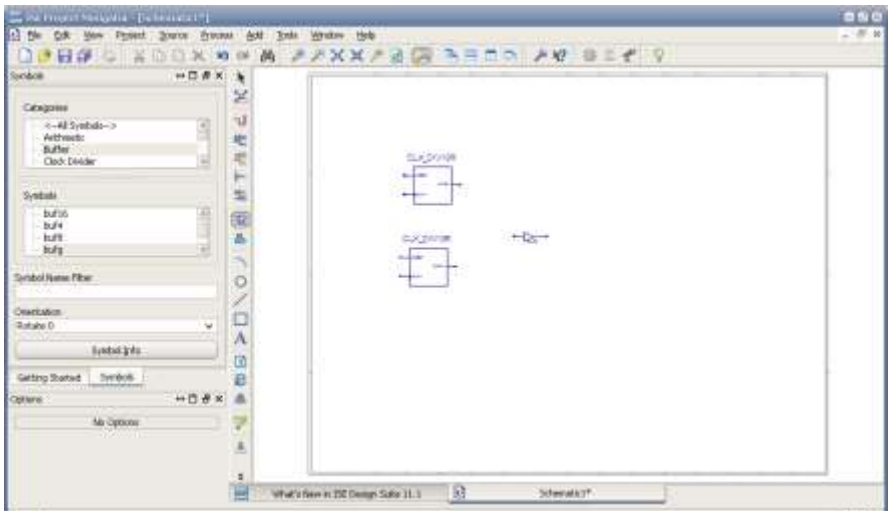 ISE Project Navigator - [Schematic1*]
File Edit View Project Source Process Add Tools Window Help
Symbols
Categories
<--All Symbols-->
Arithmetic
Buffer
Clock Divider
Symbols
buf16
buf4
buf8
bufg
Symbol Name Filter
Orientation
Rotate 0
Symbol Info
Getting Started Symbols
Options
No Options
What's New in ISE Design Suite 11.1
Schematic1*